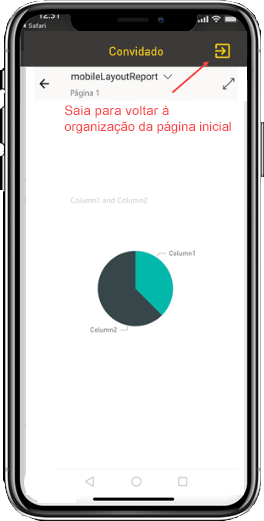 12:51
Safari
Convidado
mobileLayoutReport
Página 1
Saia para voltar à
organização da página inicial
Column1 and Column2
Column1
Column2